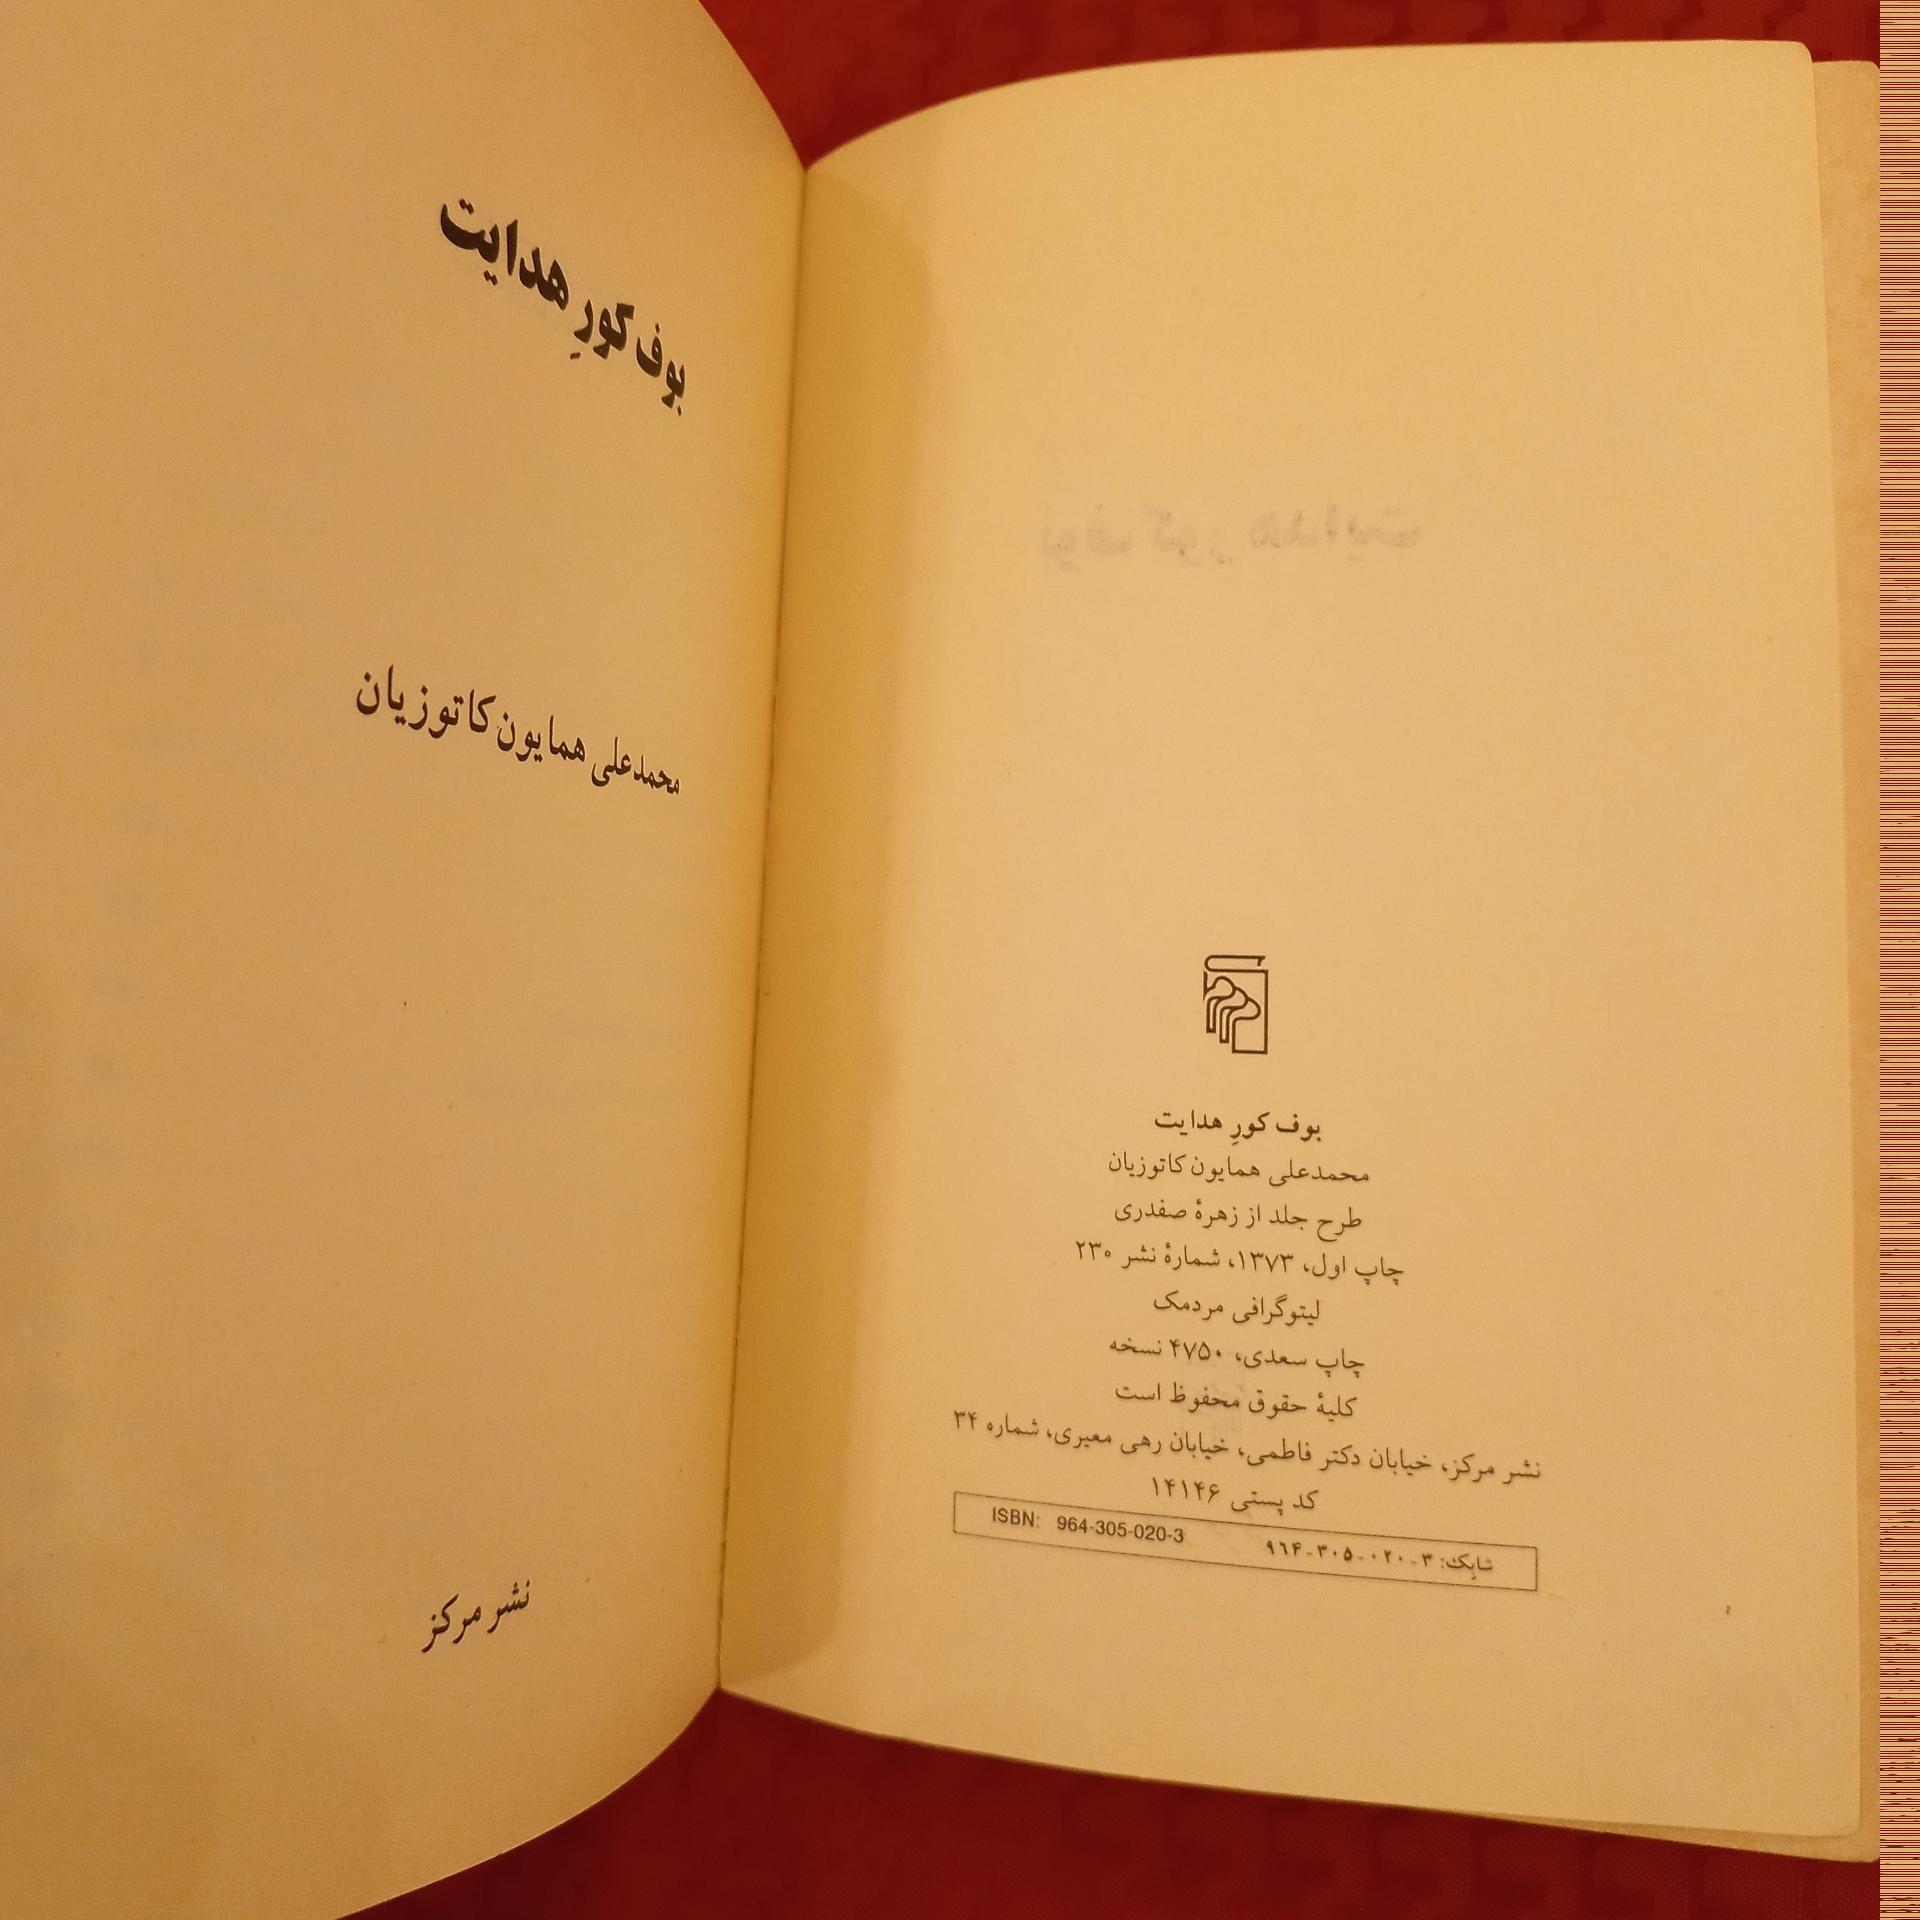 بوف کورِ هدایت
محمدعلی همایون کاتوزیان
نشر مرکز
بوف کورِ هدایت
محمدعلی همایون کاتوزیان
طرح جلد از زهرهٔ صفدری
چاپ اول، ۱۳۷۳، شمارهٔ نشر ۲۳۰
لیتوگرافی مردمک
چاپ سعدی، ۴۷۵۰ نسخه
کلیهٔ حقوق محفوظ است
نشر مرکز، خیابان دکتر فاطمی، خیابان رهی معیری، شماره ۳۴
کد پستی ۱۴۱۴۶
شابک: ۳-۰۲۰-۳۰۵-۹۶۴ ISBN: 964-305-020-3